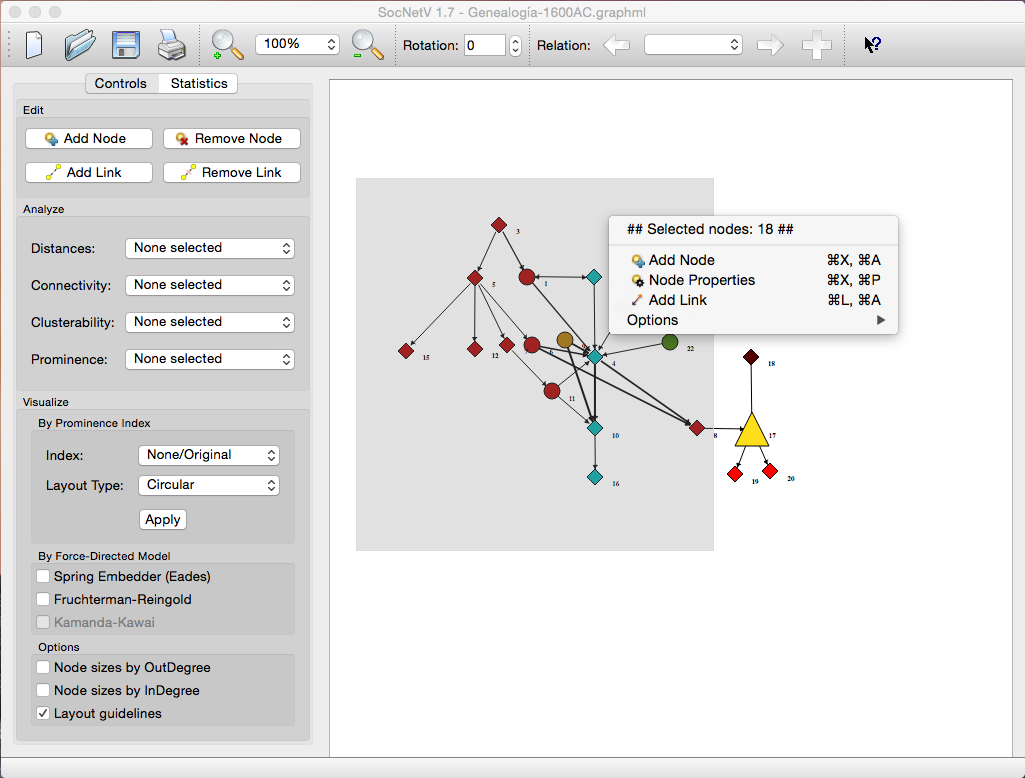 SocNetV 1.7 - Genealogía-1600AC.graphml
100%
Rotation: 0
Relation:
Controls
Statistics
Edit
Add Node
Remove Node
Add Link
Remove Link
Analyze
Distances: None selected
Connectivity: None selected
Clusterability: None selected
Prominence: None selected
Visualize
By Prominence Index
Index: None/Original
Layout Type: Circular
Apply
By Force-Directed Model
Spring Embedder (Eades)
Fruchterman-Reingold
Kamanda-Kawai
Options
Node sizes by OutDegree
Node sizes by InDegree
Layout guidelines
## Selected nodes: 18 ##
Add Node ⌘X, ⌘A
Node Properties ⌘X, ⌘P
Add Link ⌘L, ⌘A
Options
3
5
1
15
12
6
22
4
18
11
10
8
17
16
19
20